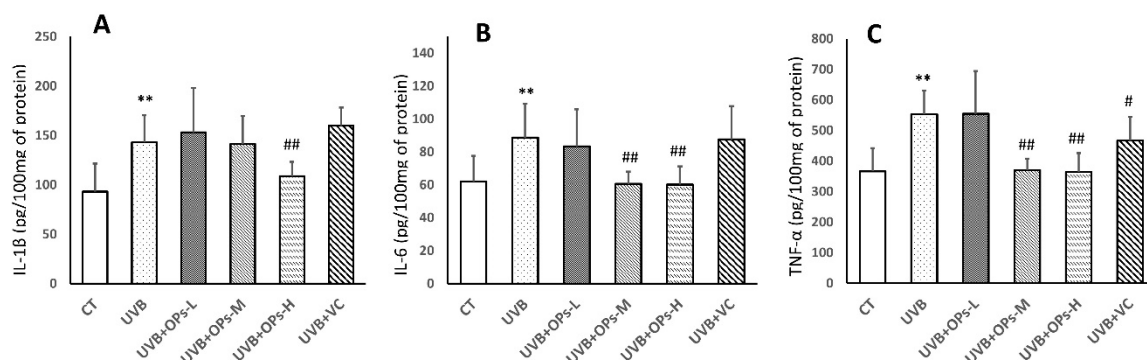 A
IL-1β (pg/100mg of protein)
250
200
150
100
50
0
**
##
CT
UVB
UVB+OPs-L
UVB+OPs-M
UVB+OPs-H
UVB+VC
B
IL-6 (pg/100mg of protein)
140
120
100
80
60
40
20
0
**
##
##
CT
UVB
UVB+OPs-L
UVB+OPs-M
UVB+OPs-H
UVB+VC
C
TNF-α (pg/100mg of protein)
800
700
600
500
400
300
200
100
0
**
##
##
#
CT
UVB
UVB+OPs-L
UVB+OPs-M
UVB+OPs-H
UVB+VC